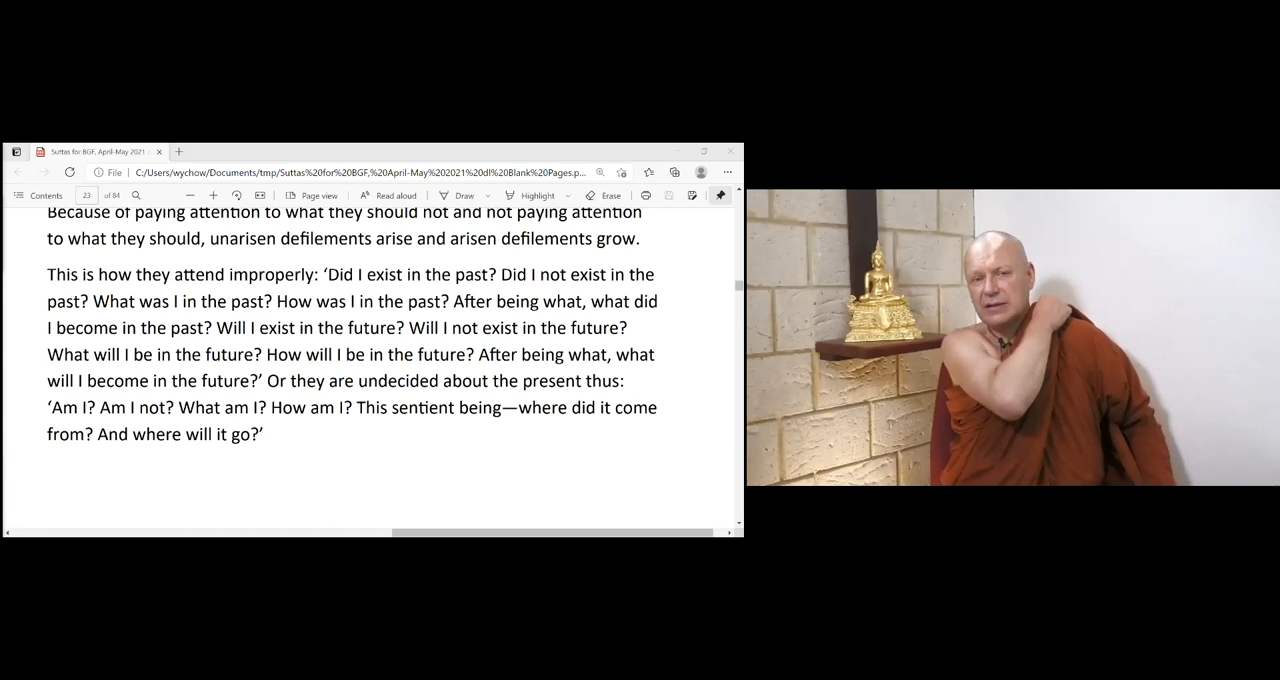 Suttas for BGF, April-May 2021
File
C:/Users/wychow/Documents/tmp/Suttas%20for%20BGF,%20April-May%202021%20dl%20Blank%20Pages.p...
Contents 23 of 84 Page view Read aloud Draw Highlight Erase
Because of paying attention to what they should not and not paying attention
to what they should, unarisen defilements arise and arisen defilements grow.
This is how they attend improperly: ‘Did I exist in the past? Did I not exist in the
past? What was I in the past? How was I in the past? After being what, what did
I become in the past? Will I exist in the future? Will I not exist in the future?
What will I be in the future? How will I be in the future? After being what, what
will I become in the future?’ Or they are undecided about the present thus:
‘Am I? Am I not? What am I? How am I? This sentient being—where did it come
from? And where will it go?’